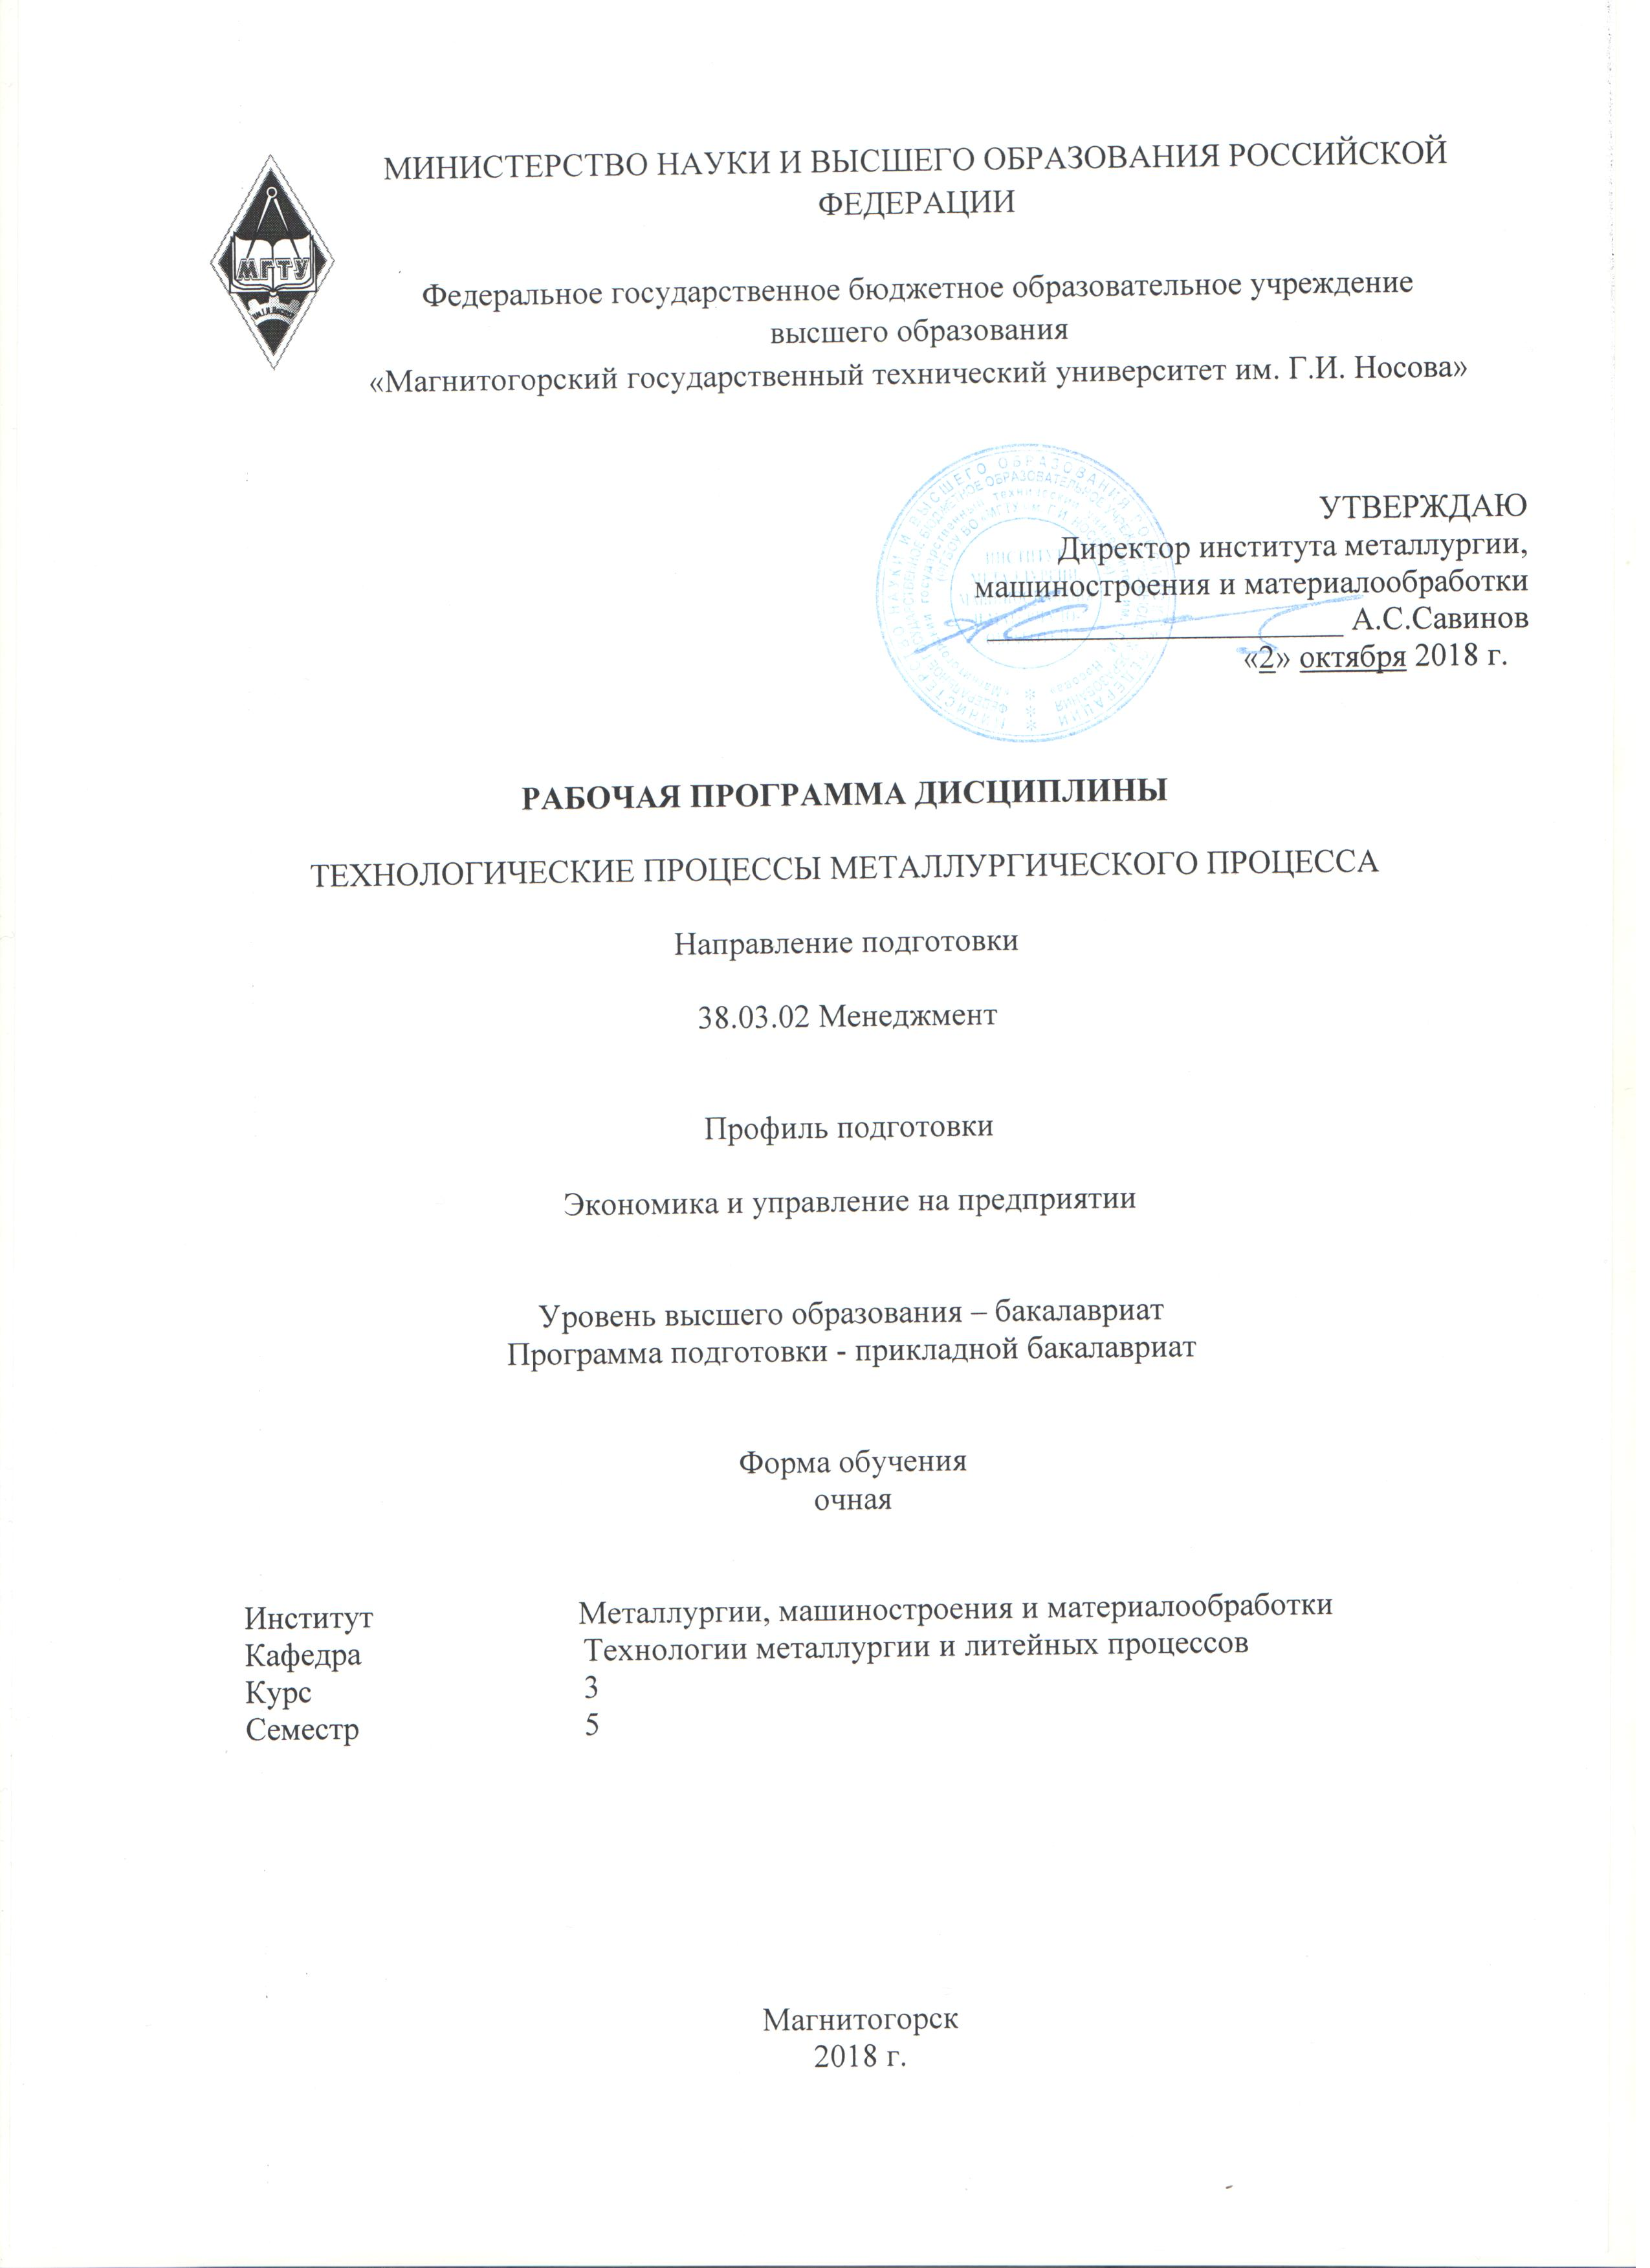 МИНИСТЕРСТВО НАУКИ И ВЫСШЕГО ОБРАЗОВАНИЯ РОССИЙСКОЙ
ФЕДЕРАЦИИ
МГТУ
Федеральное государственное бюджетное образовательное учреждение
высшего образования
«Магнитогорский государственный технический университет им. Г.И. Носова»
УТВЕРЖДАЮ
Директор института металлургии,
машиностроения и материалообработки
А.С.Савинов
«2» октября 2018 г.
РАБОЧАЯ ПРОГРАММА ДИСЦИПЛИНЫ
ТЕХНОЛОГИЧЕСКИЕ ПРОЦЕССЫ МЕТАЛЛУРГИЧЕСКОГО ПРОЦЕССА
Направление подготовки
38.03.02 Менеджмент
Профиль подготовки
Экономика и управление на предприятии
Уровень высшего образования – бакалавриат
Программа подготовки - прикладной бакалавриат
Форма обучения
очная
Институт Металлургии, машиностроения и материалообработки
Кафедра Технологии металлургии и литейных процессов
Курс 3
Семестр 5
Магнитогорск
2018 г.